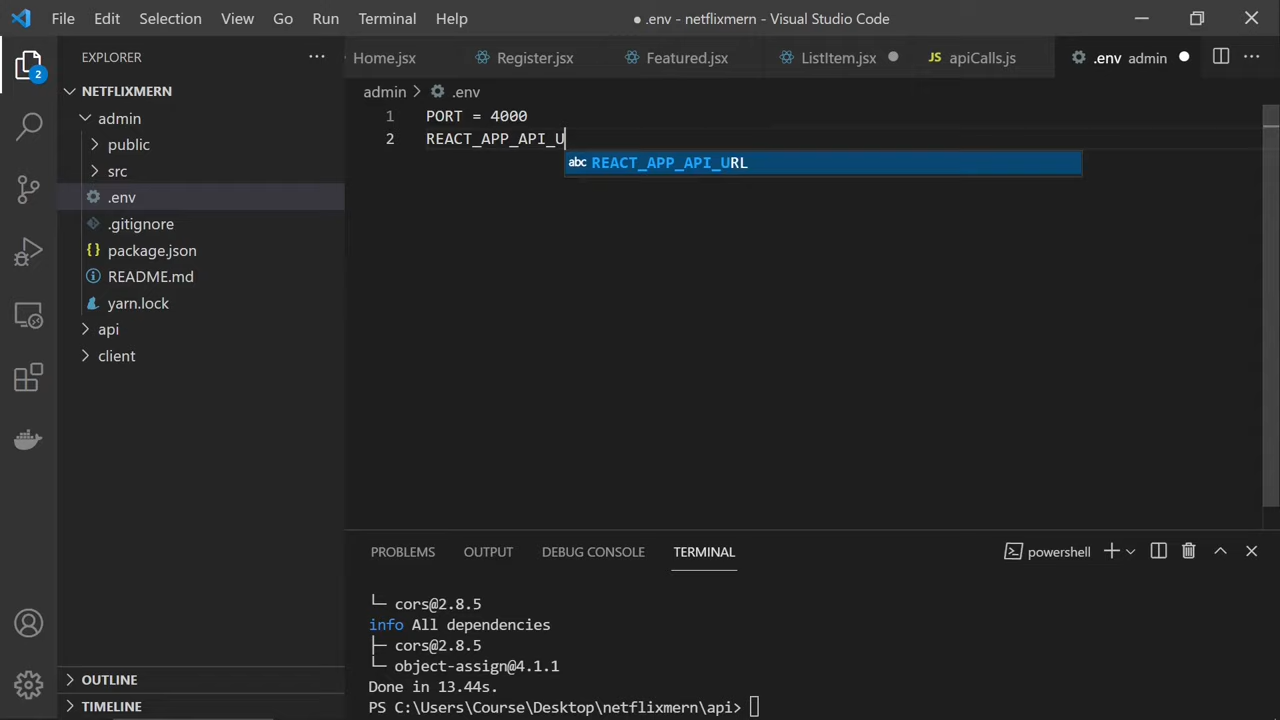 File Edit Selection View Go Run Terminal Help ● .env - netflixmern - Visual Studio Code
EXPLORER
Home.jsx Register.jsx Featured.jsx ListItem.jsx JS apiCalls.js .env admin
2
NETFLIXMERN
admin
public
src
.env
.gitignore
{} package.json
README.md
yarn.lock
api
client
OUTLINE
TIMELINE
admin > .env
1 PORT = 4000
2 REACT_APP_API_U
abc REACT_APP_API_URL
PROBLEMS OUTPUT DEBUG CONSOLE TERMINAL powershell
└─ cors@2.8.5
info All dependencies
├─ cors@2.8.5
└─ object-assign@4.1.1
Done in 13.44s.
PS C:\Users\Course\Desktop\netflixmern\api>